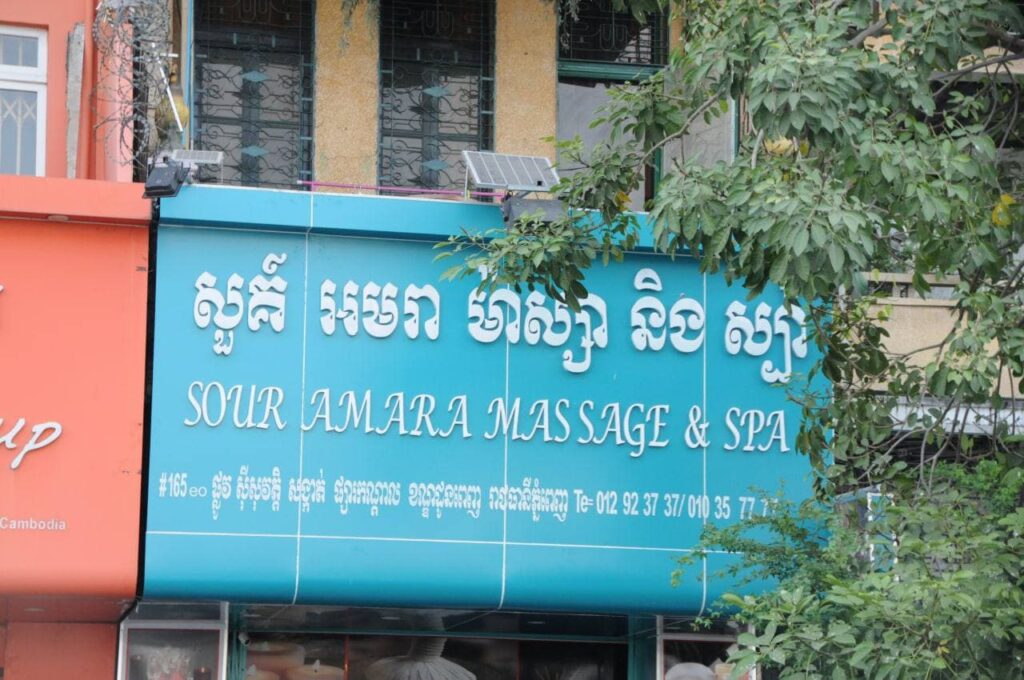 សួគ៌ អមរា ម៉ាស្សា និង ស្ប៉ា
SOUR AMARA MASSAGE & SPA
#165eo ផ្លូវ ស៊ីសុវត្ថិ សង្កាត់ ផ្សារកណ្តាល ខណ្ឌដូនពេញ រាជធានីភ្នំពេញ Te= 012 92 37 37/ 010 35 77
up
Cambodia